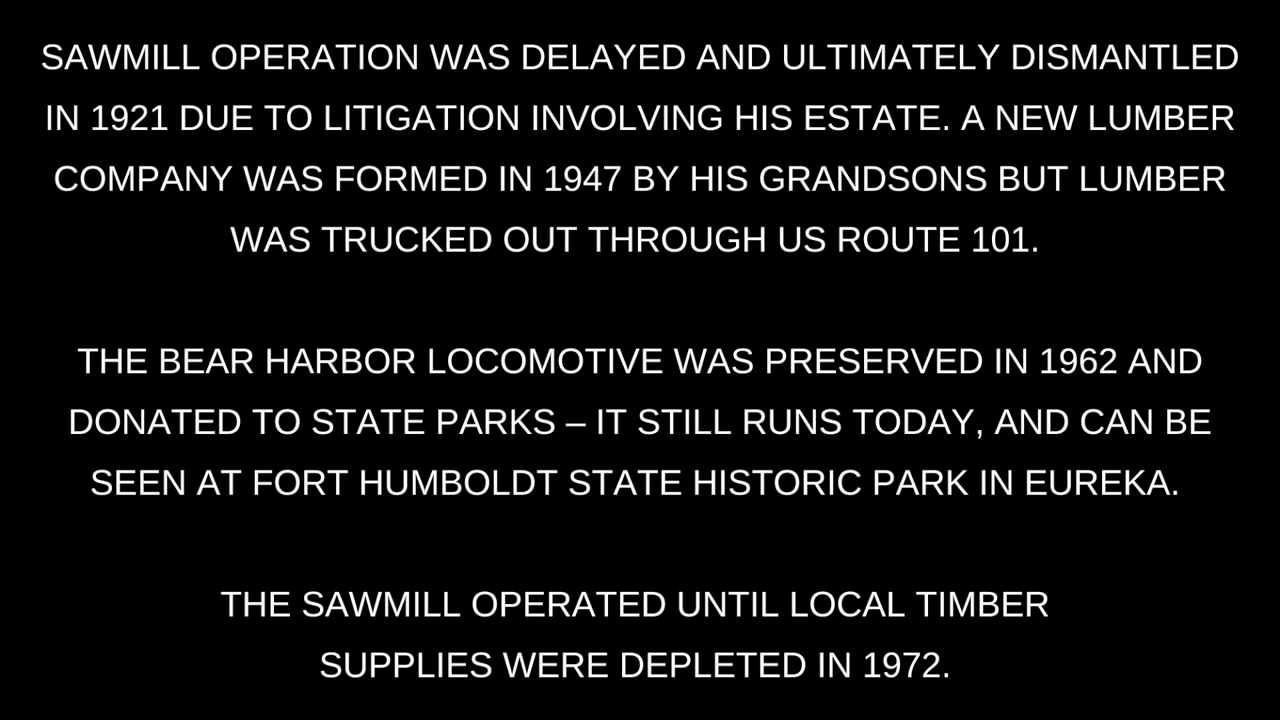 SAWMILL OPERATION WAS DELAYED AND ULTIMATELY DISMANTLED
IN 1921 DUE TO LITIGATION INVOLVING HIS ESTATE. A NEW LUMBER
COMPANY WAS FORMED IN 1947 BY HIS GRANDSONS BUT LUMBER
WAS TRUCKED OUT THROUGH US ROUTE 101.
THE BEAR HARBOR LOCOMOTIVE WAS PRESERVED IN 1962 AND
DONATED TO STATE PARKS – IT STILL RUNS TODAY, AND CAN BE
SEEN AT FORT HUMBOLDT STATE HISTORIC PARK IN EUREKA.
THE SAWMILL OPERATED UNTIL LOCAL TIMBER
SUPPLIES WERE DEPLETED IN 1972.